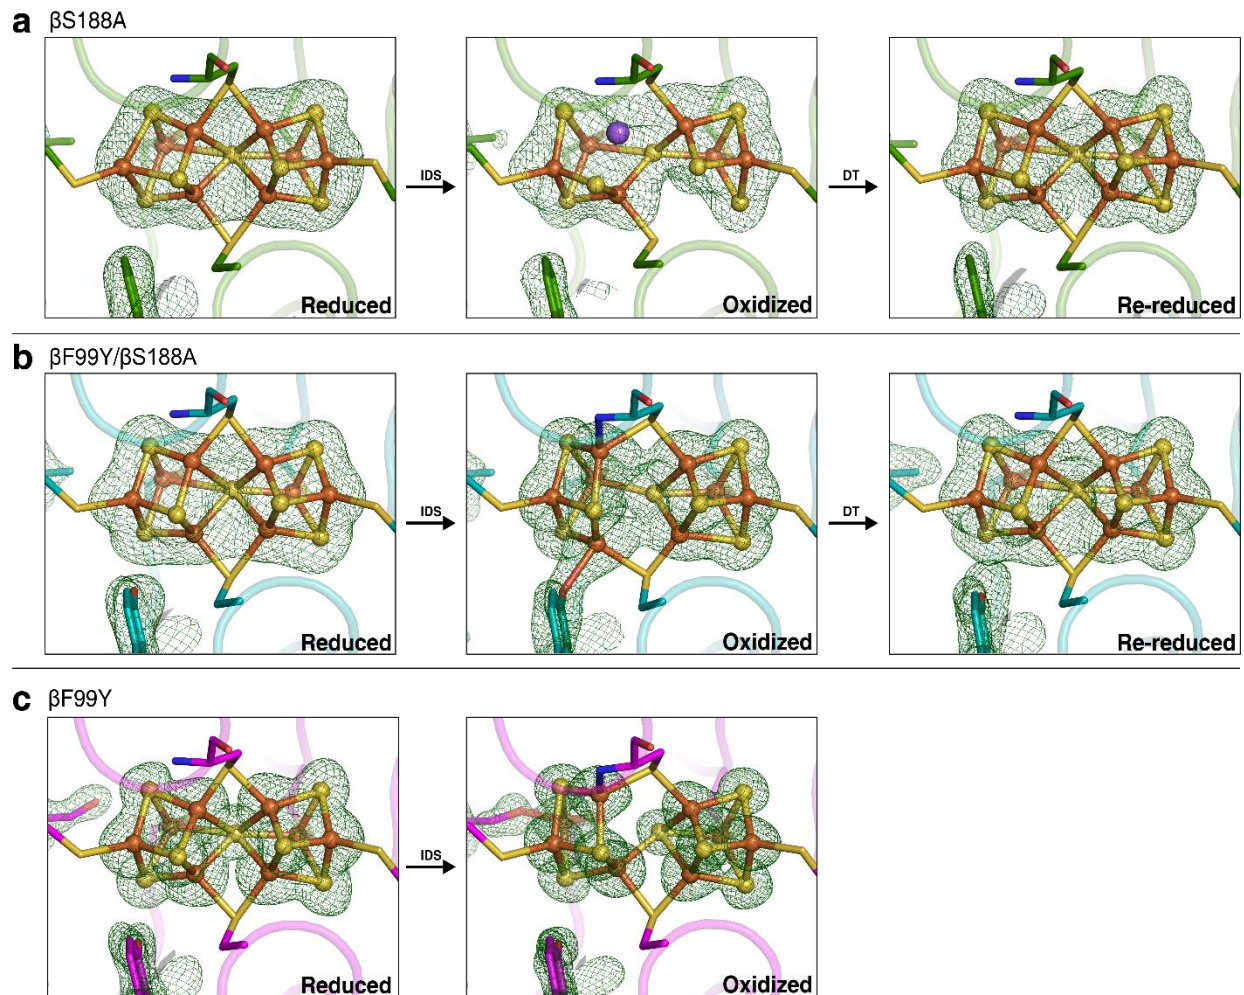 a βS188A
IDS
DT
Reduced
Oxidized
Re-reduced
b βF99Y/βS188A
IDS
DT
Reduced
Oxidized
Re-reduced
c βF99Y
IDS
Reduced
Oxidized